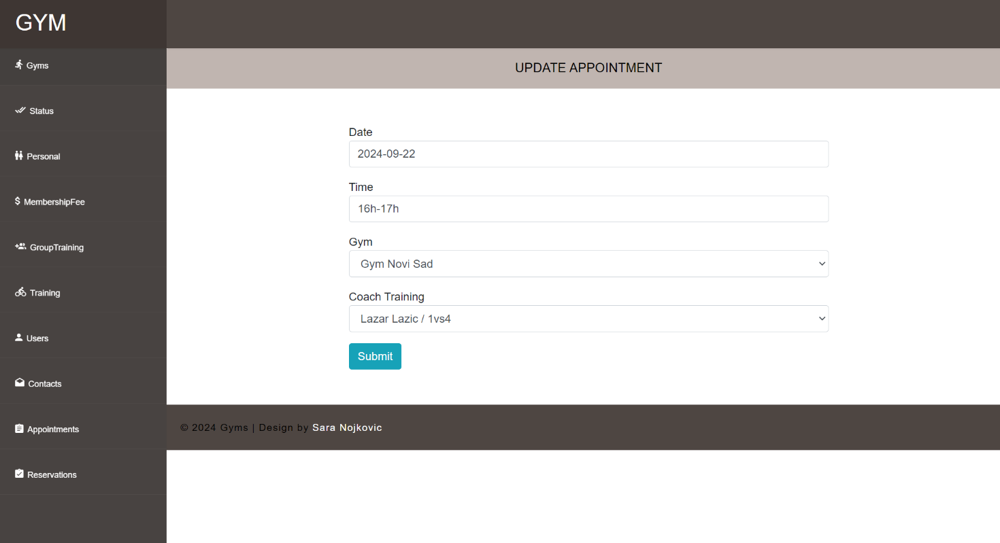 GYM
Gyms
Status
Personal
MembershipFee
GroupTraining
Training
Users
Contacts
Appointments
Reservations
UPDATE APPOINTMENT
Date
2024-09-22
Time
16h-17h
Gym
Gym Novi Sad
Coach Training
Lazar Lazic / 1vs4
Submit
© 2024 Gyms | Design by Sara Nojkovic